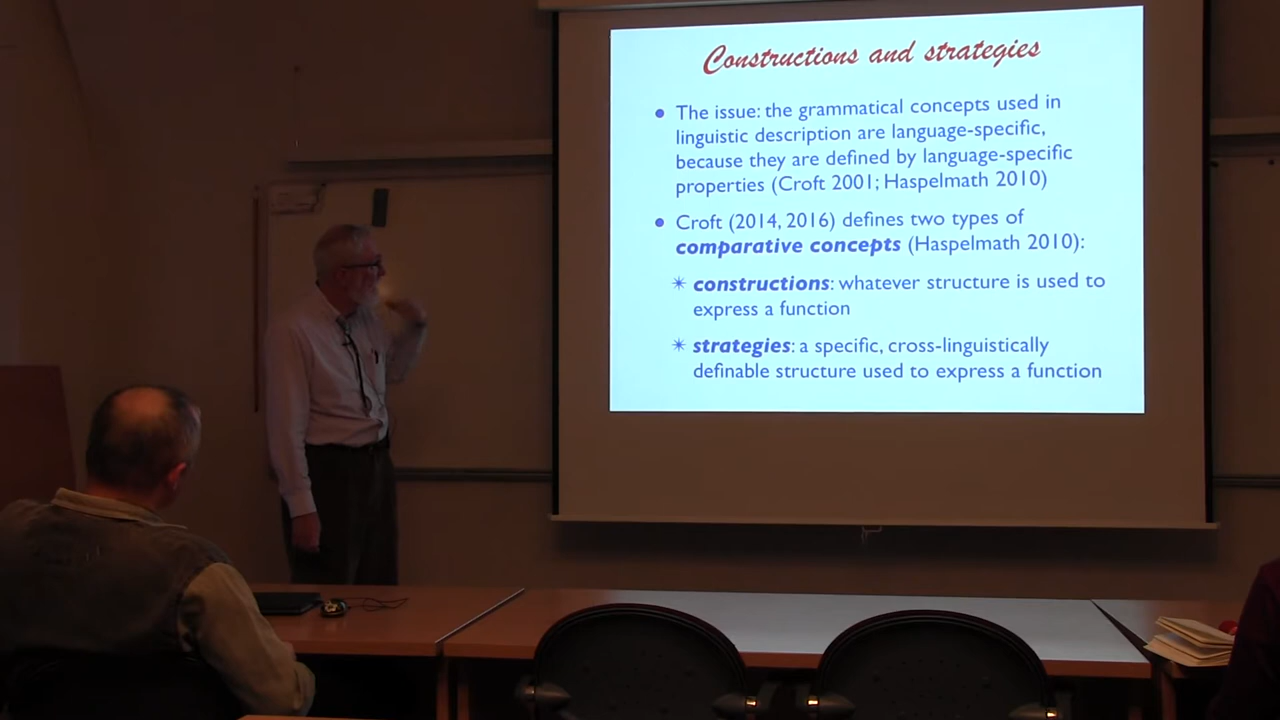 Constructions and strategies
• The issue: the grammatical concepts used in
linguistic description are language-specific,
because they are defined by language-specific
properties (Croft 2001; Haspelmath 2010)
• Croft (2014, 2016) defines two types of
comparative concepts (Haspelmath 2010):
✳ constructions: whatever structure is used to
express a function
✳ strategies: a specific, cross-linguistically
definable structure used to express a function